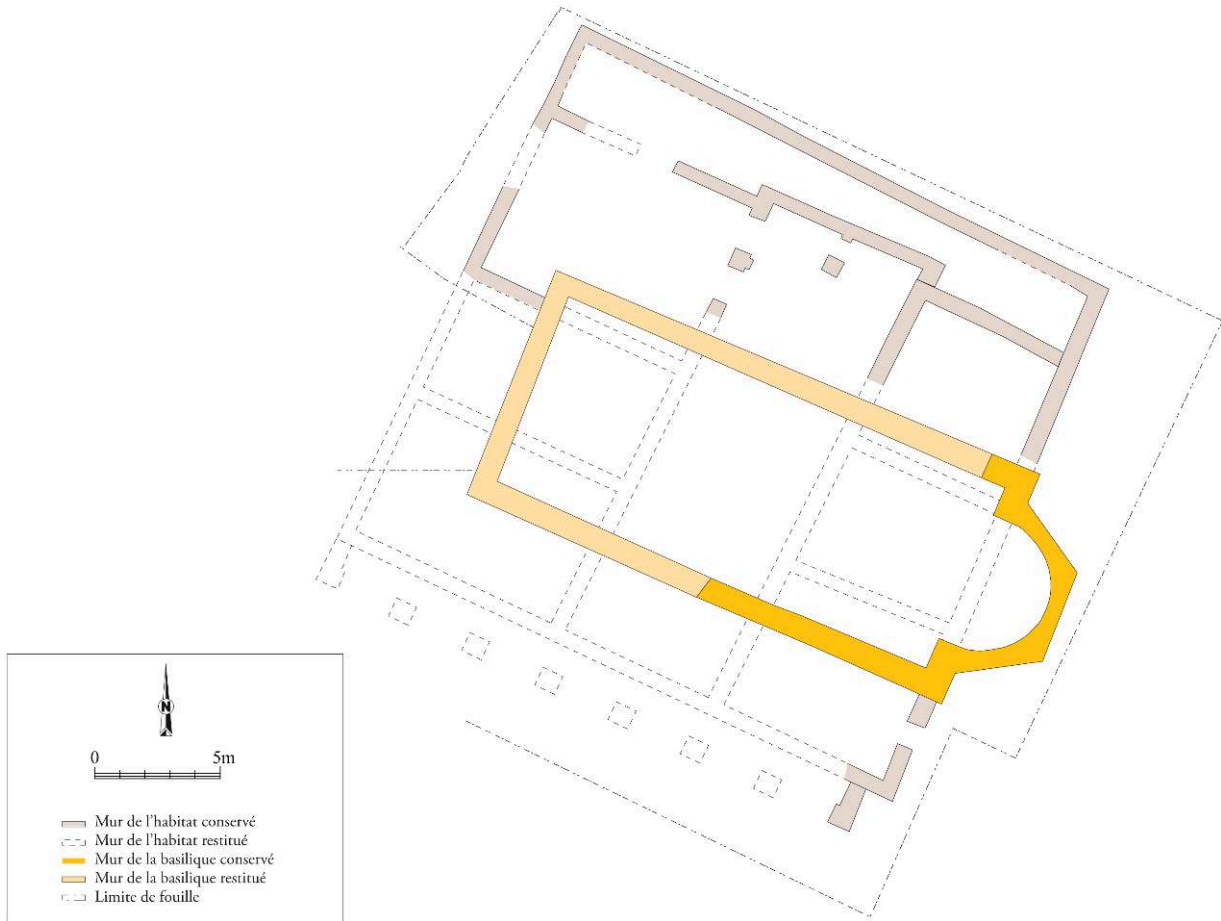 N
0 5m
Mur de l'habitat conservé
Mur de l'habitat restitué
Mur de la basilique conservé
Mur de la basilique restitué
Limite de fouille